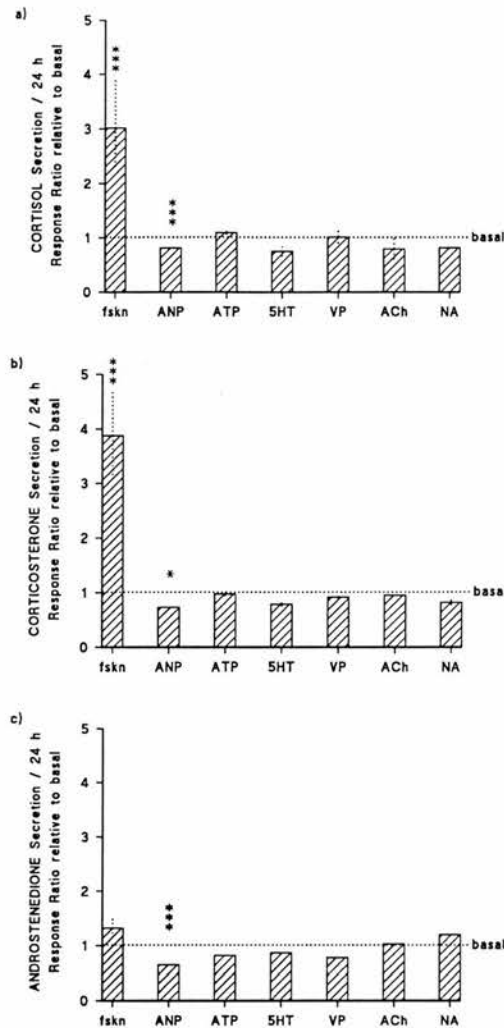 a)
CORTISOL Secretion / 24 h
Response Ratio relative to basal
5
4
3
2
1
0
***
***
basal
fskn ANP ATP 5HT VP ACh NA
b)
CORTICOSTERONE Secretion / 24 h
Response Ratio relative to basal
5
4
3
2
1
0
***
*
basal
fskn ANP ATP 5HT VP ACh NA
c)
ANDROSTENEDIONE Secretion / 24 h
Response Ratio relative to basal
5
4
3
2
1
0
***
basal
fskn ANP ATP 5HT VP ACh NA